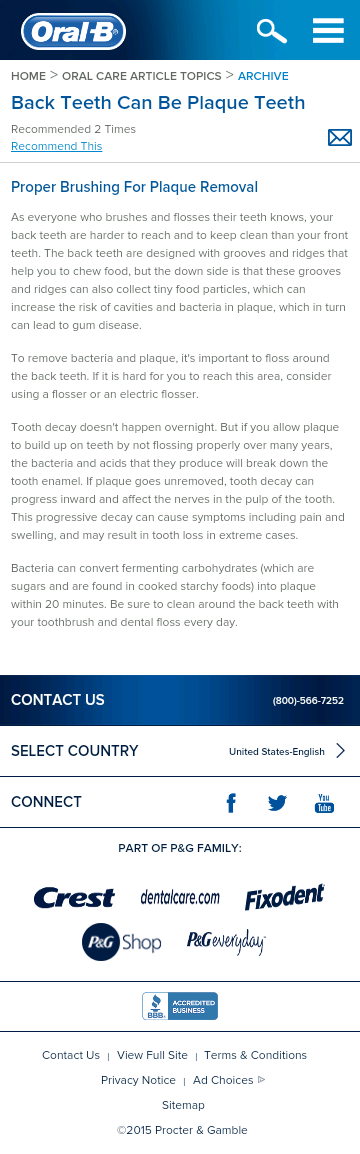 Oral-B
HOME > ORAL CARE ARTICLE TOPICS > ARCHIVE
Back Teeth Can Be Plaque Teeth
Recommended 2 Times
Recommend This
Proper Brushing For Plaque Removal
As everyone who brushes and flosses their teeth knows, your
back teeth are harder to reach and to keep clean than your front
teeth. The back teeth are designed with grooves and ridges that
help you to chew food, but the down side is that these grooves
and ridges can also collect tiny food particles, which can
increase the risk of cavities and bacteria in plaque, which in turn
can lead to gum disease.
To remove bacteria and plaque, it's important to floss around
the back teeth. If it is hard for you to reach this area, consider
using a flosser or an electric flosser.
Tooth decay doesn't happen overnight. But if you allow plaque
to build up on teeth by not flossing properly over many years,
the bacteria and acids that they produce will break down the
tooth enamel. If plaque goes unremoved, tooth decay can
progress inward and affect the nerves in the pulp of the tooth.
This progressive decay can cause symptoms including pain and
swelling, and may result in tooth loss in extreme cases.
Bacteria can convert fermenting carbohydrates (which are
sugars and are found in cooked starchy foods) into plaque
within 20 minutes. Be sure to clean around the back teeth with
your toothbrush and dental floss every day.
CONTACT US (800)-566-7252
SELECT COUNTRY United States-English
CONNECT f You Tube
PART OF P&G FAMILY:
Crest dentalcare.com Fixodent
P&G Shop P&G everyday
BBB ACCREDITED BUSINESS
Contact Us | View Full Site | Terms & Conditions
Privacy Notice | Ad Choices
Sitemap
©2015 Procter & Gamble